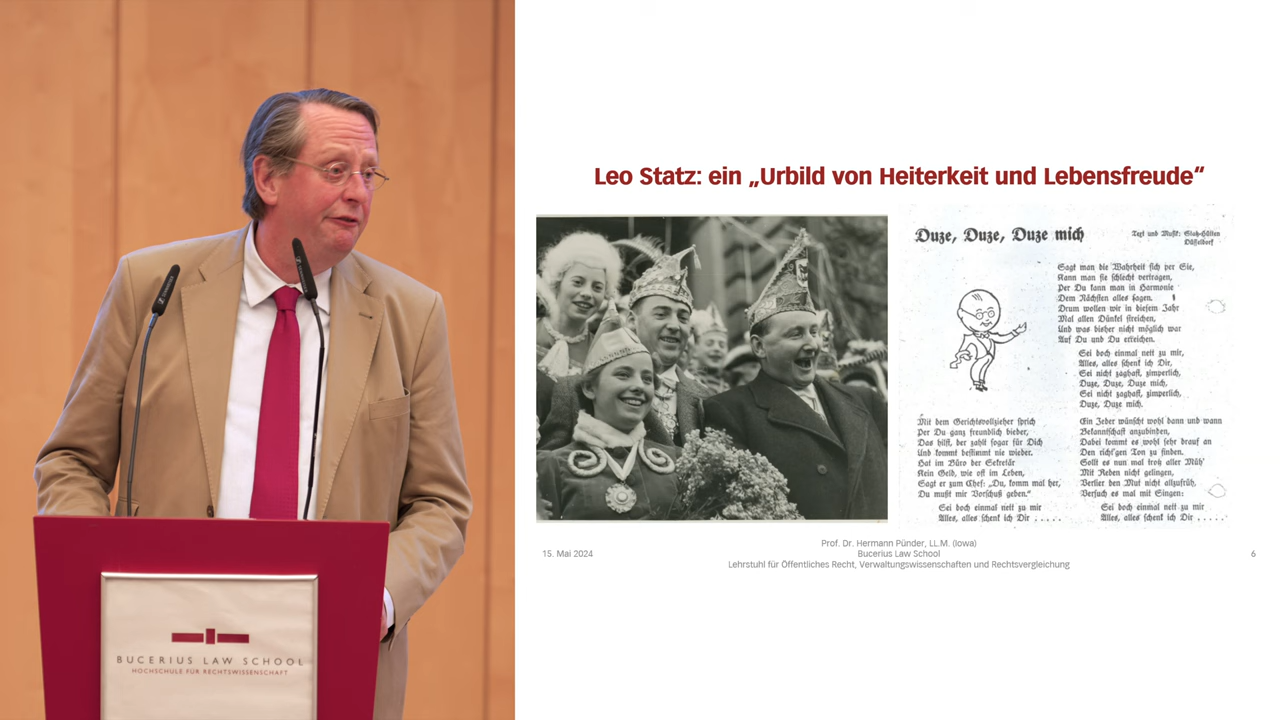 BUCERIUS LAW SCHOOL
HOCHSCHULE FÜR RECHTSWISSENSCHAFT
Leo Statz: ein „Urbild von Heiterkeit und Lebensfreude“
Duze, Duze, Duze mich
Text und Musik: Statz-Hülten
Düsseldorf
Sagt man die Wahrheit sich per Sie,
Kann man sie schlecht vertragen,
Per Du kann man in Harmonie
Dem Nächsten alles sagen.
Drum wollen wir in diesem Jahr
Mal allen Dünkel streichen,
Und was bisher nicht möglich war
Auf Du und Du erreichen.
Sei doch einmal nett zu mir,
Alles, alles schenk ich Dir,
Sei nicht zaghaft, zimperlich,
Duze, Duze, Duze mich,
Sei nicht zaghaft, zimperlich,
Duze, Duze mich.
Mit dem Gerichtsvollzieher sprich
Per Du ganz freundlich bieder,
Das hilft, der zahlt sogar für Dich
Und kommt bestimmt nie wieder.
Hat im Büro der Sekretär
Kein Geld, wie oft im Leben,
Sagt er zum Chef: „Du, komm mal her,
Du mußt mir Vorschuß geben.“
Sei doch einmal nett zu mir
Alles, alles schenk ich Dir . . . . .
Ein Jeder wünscht wohl dann und wann
Bekanntschaft anzubinden,
Dabei kommt es wohl sehr drauf an
Den richt'gen Ton zu finden.
Sollt es nun mal trotz aller Müh'
Mit Reden nicht gelingen,
Verlier den Mut nicht allzufrüh,
Versuch es mal mit Singen:
Sei doch einmal nett zu mir
Alles, alles schenk ich Dir . . . . .
15. Mai 2024
Prof. Dr. Hermann Pünder, LL.M. (Iowa)
Bucerius Law School
Lehrstuhl für Öffentliches Recht, Verwaltungswissenschaften und Rechtsvergleichung
6